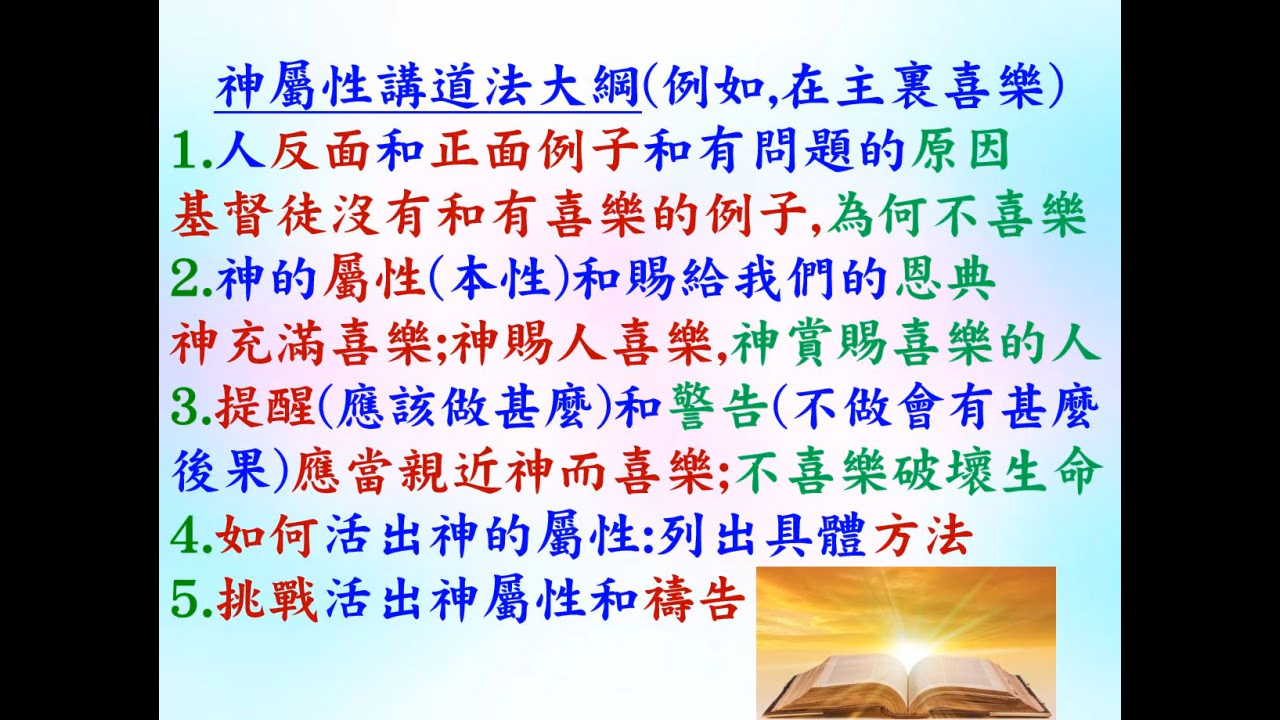 神屬性講道法大綱(例如,在主裏喜樂)
1.人反面和正面例子和有問題的原因
基督徒沒有和有喜樂的例子,為何不喜樂
2.神的屬性(本性)和賜給我們的恩典
神充滿喜樂;神賜人喜樂,神賞賜喜樂的人
3.提醒(應該做甚麼)和警告(不做會有甚麼
後果)應當親近神而喜樂;不喜樂破壞生命
4.如何活出神的屬性:列出具體方法
5.挑戰活出神屬性和禱告